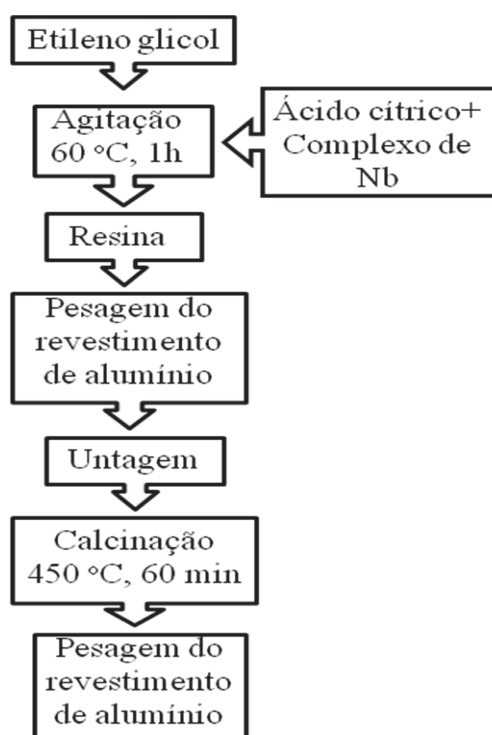 Etileno glicol
Agitação
60 °C, 1h
Ácido cítrico+
Complexo de
Nb
Resina
Pesagem do
revestimento
de alumínio
Untagem
Calcinação
450 °C, 60 min
Pesagem do
revestimento
de alumínio